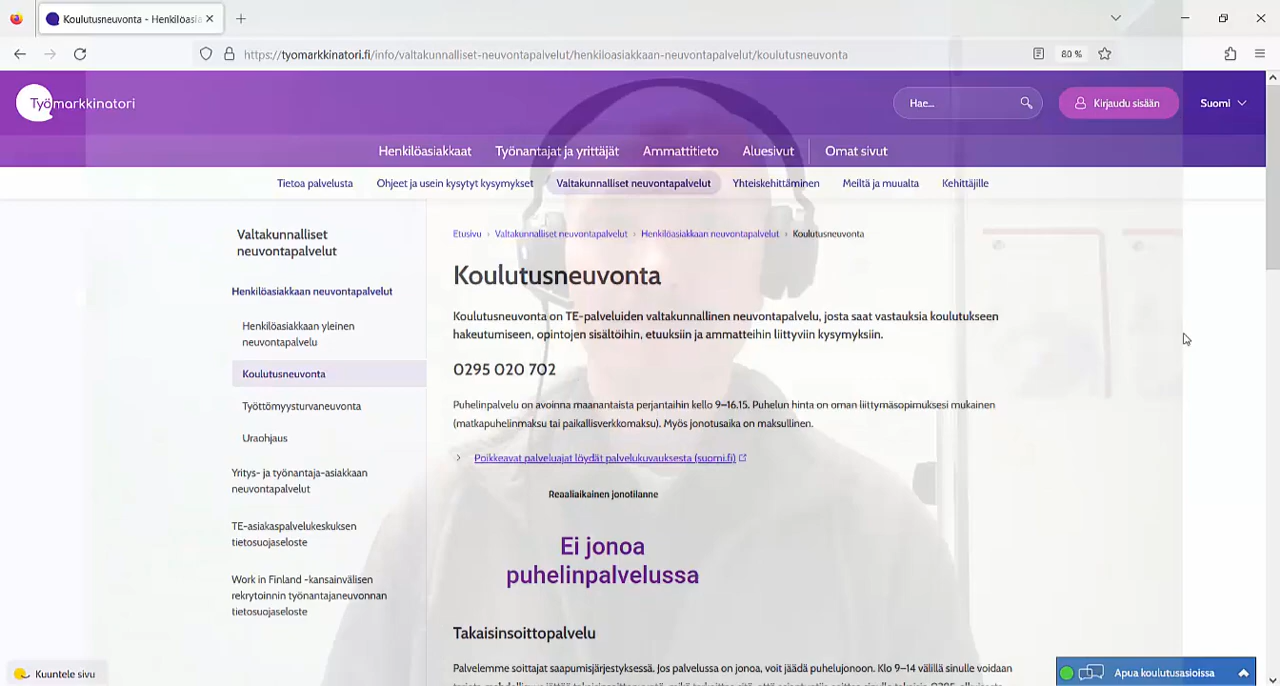 Koulutusneuvonta - Henkilöasia
https://tyomarkkinatori.fi/info/valtakunnalliset-neuvontapalvelut/henkiloasiakkaan-neuvontapalvelut/koulutusneuvonta
80 %
Työmarkkinatori
Hae...
Kirjaudu sisään
Suomi
Henkilöasiakkaat
Työnantajat ja yrittäjät
Ammattitieto
Aluesivut
Omat sivut
Tietoa palvelusta
Ohjeet ja usein kysytyt kysymykset
Valtakunnalliset neuvontapalvelut
Yhteiskehittäminen
Meiltä ja muualta
Kehittäjille
Valtakunnalliset
neuvontapalvelut
Henkilöasiakkaan neuvontapalvelut
Henkilöasiakkaan yleinen
neuvontapalvelu
Koulutusneuvonta
Työttömyysturvaneuvonta
Uraohjaus
Yritys- ja työnantaja-asiakkaan
neuvontapalvelut
TE-asiakaspalvelukeskuksen
tietosuojaseloste
Work in Finland -kansainvälisen
rekrytoinnin työnantajaneuvonnan
tietosuojaseloste
Etusivu › Valtakunnalliset neuvontapalvelut › Henkilöasiakkaan neuvontapalvelut › Koulutusneuvonta
Koulutusneuvonta
Koulutusneuvonta on TE-palveluiden valtakunnallinen neuvontapalvelu, josta saat vastauksia koulutukseen
hakeutumiseen, opintojen sisältöihin, etuuksiin ja ammatteihin liittyviin kysymyksiin.
0295 020 702
Puhelinpalvelu on avoinna maanantaista perjantaihin kello 9–16.15. Puhelun hinta on oman liittymäsopimuksesi mukainen
(matkapuhelinmaksu tai paikallisverkkomaksu). Myös jonotusaika on maksullinen.
Poikkeavat palveluajat löydät palvelukuvauksesta (suomi.fi)
Reaaliaikainen jonotilanne
Ei jonoa
puhelinpalvelussa
Takaisinsoittopalvelu
Palvelemme soittajat saapumisjärjestyksessä. Jos palvelussa on jonoa, voit jäädä puhelujonoon. Klo 9–14 välillä sinulle voidaan
Kuuntele sivu
Apua koulutusasioissa